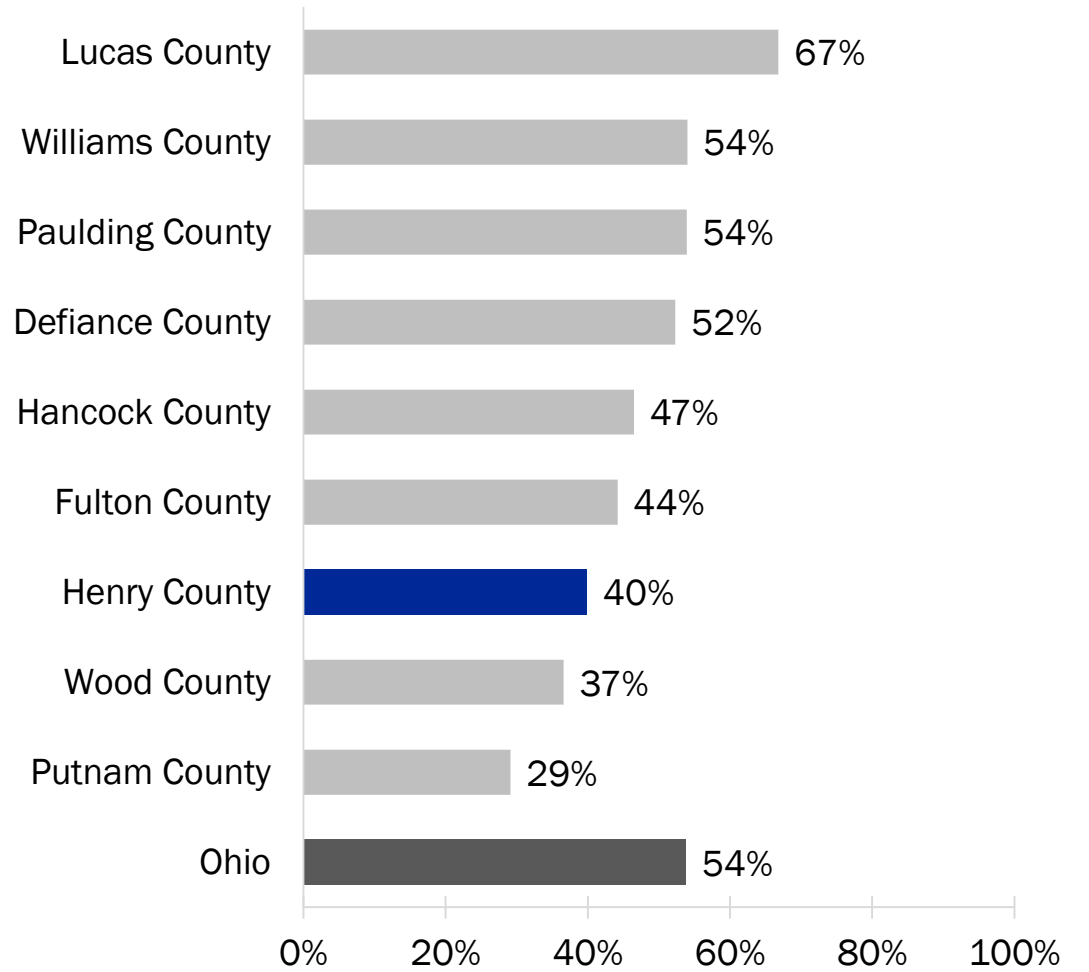 Lucas County 67%
Williams County 54%
Paulding County 54%
Defiance County 52%
Hancock County 47%
Fulton County 44%
Henry County 40%
Wood County 37%
Putnam County 29%
Ohio 54%
0% 20% 40% 60% 80% 100%